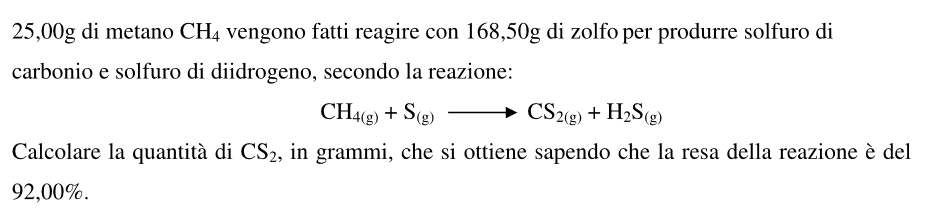 25,00g di metano CH₄ vengono fatti reagire con 168,50g di zolfo per produrre solfuro di
carbonio e solfuro di diidrogeno, secondo la reazione:
CH₄₍g₎ + S₍g₎ ⟶ CS₂₍g₎ + H₂S₍g₎
Calcolare la quantità di CS₂, in grammi, che si ottiene sapendo che la resa della reazione è del
92,00%.